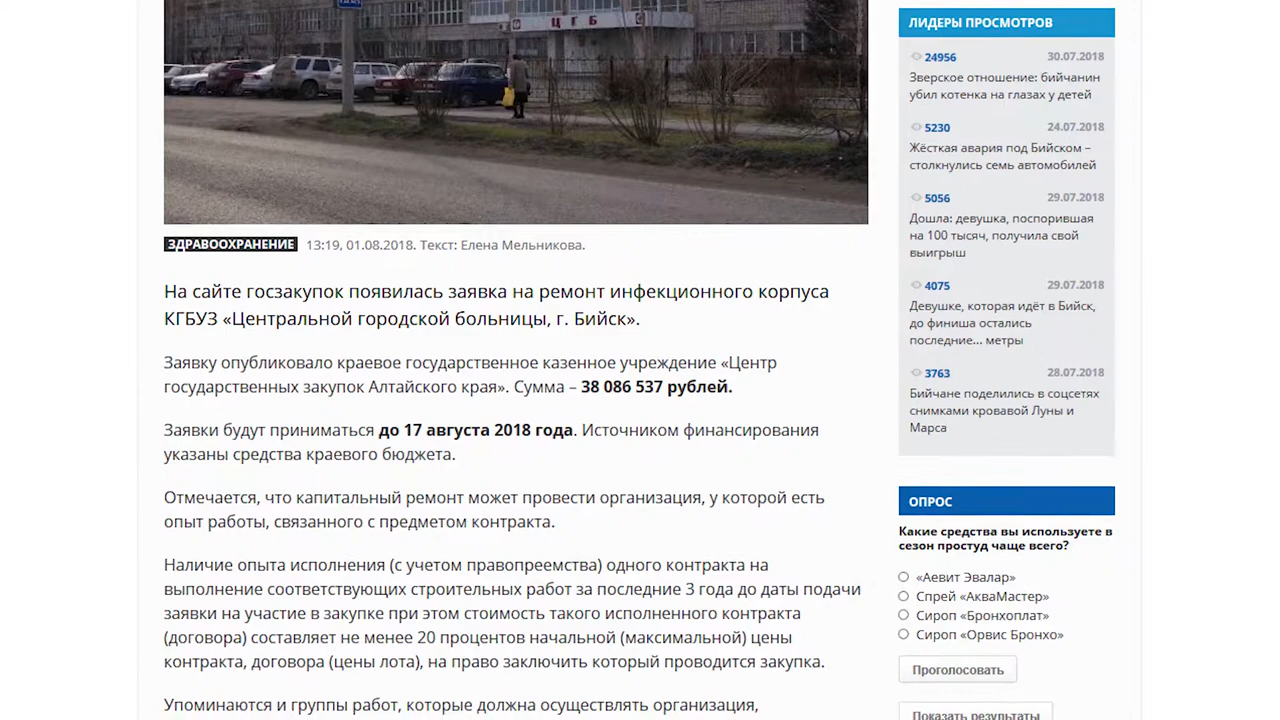 ЦГБ
ЗДРАВООХРАНЕНИЕ 13:19, 01.08.2018. Текст: Елена Мельникова.
На сайте госзакупок появилась заявка на ремонт инфекционного корпуса
КГБУЗ «Центральной городской больницы, г. Бийск».
Заявку опубликовало краевое государственное казенное учреждение «Центр
государственных закупок Алтайского края». Сумма – 38 086 537 рублей.
Заявки будут приниматься до 17 августа 2018 года. Источником финансирования
указаны средства краевого бюджета.
Отмечается, что капитальный ремонт может провести организация, у которой есть
опыт работы, связанного с предметом контракта.
Наличие опыта исполнения (с учетом правопреемства) одного контракта на
выполнение соответствующих строительных работ за последние 3 года до даты подачи
заявки на участие в закупке при этом стоимость такого исполненного контракта
(договора) составляет не менее 20 процентов начальной (максимальной) цены
контракта, договора (цены лота), на право заключить который проводится закупка.
Упоминаются и группы работ, которые должна осуществлять организация,
ЛИДЕРЫ ПРОСМОТРОВ
24956 30.07.2018
Зверское отношение: бийчанин
убил котенка на глазах у детей
5230 24.07.2018
Жёсткая авария под Бийском –
столкнулись семь автомобилей
5056 29.07.2018
Дошла: девушка, поспорившая
на 100 тысяч, получила свой
выигрыш
4075 29.07.2018
Девушке, которая идёт в Бийск,
до финиша остались
последние... метры
3763 28.07.2018
Бийчане поделились в соцсетях
снимками кровавой Луны и
Марса
ОПРОС
Какие средства вы используете в
сезон простуд чаще всего?
«Аевит Эвалар»
Спрей «АкваМастер»
Сироп «Бронхоплат»
Сироп «Орвис Бронхо»
Проголосовать
Показать результаты